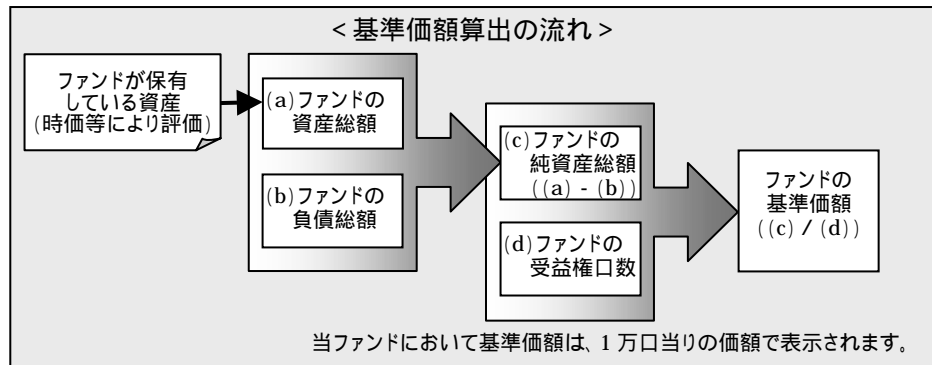 ＜基準価額算出の流れ＞
ファンドが保有
している資産
(時価等により評価)
(a)ファンドの
資産総額
(b)ファンドの
負債総額
(c)ファンドの
純資産総額
((a) - (b))
(d)ファンドの
受益権口数
ファンドの
基準価額
((c) / (d))
当ファンドにおいて基準価額は、1 万口当りの価額で表示されます。